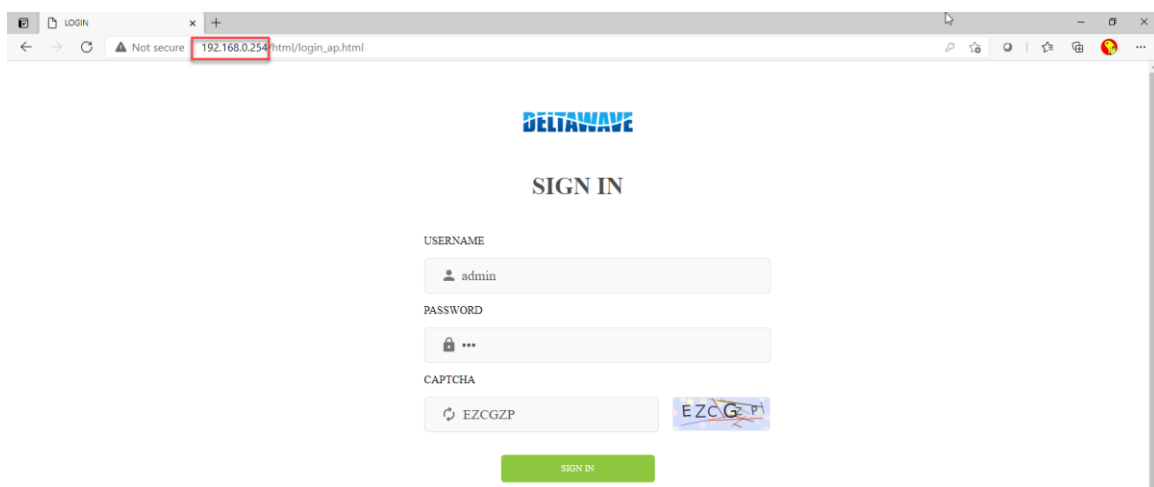 LOGIN
Not secure 192.168.0.254/html/login_ap.html
DELTAWAVE
SIGN IN
USERNAME
admin
PASSWORD
•••
CAPTCHA
EZCGZP
EZCGZP
SIGN IN